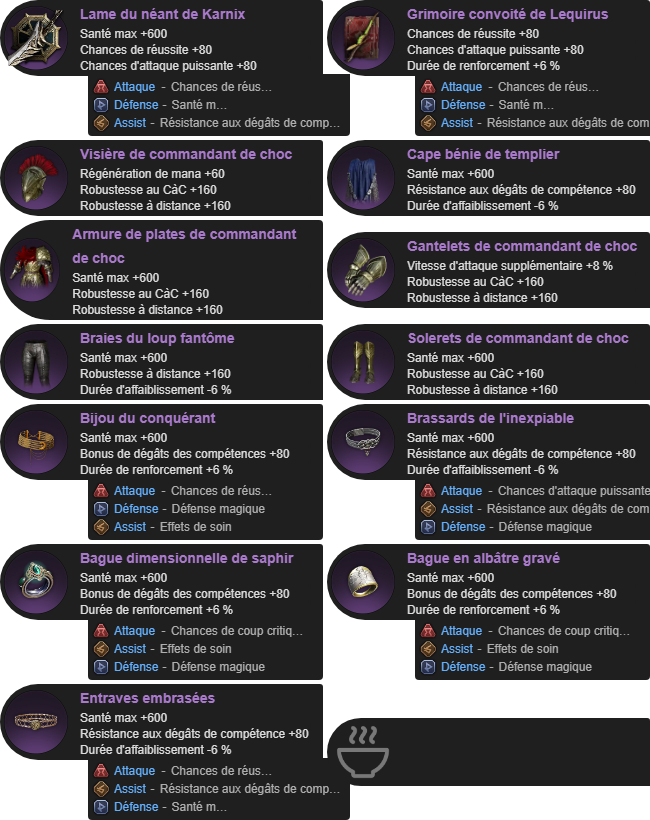 Lame du néant de Karnix
Santé max +600
Chances de réussite +80
Chances d'attaque puissante +80
Attaque - Chances de réus…
Défense - Santé m…
Assist - Résistance aux dégâts de comp…
Grimoire convoité de Lequirus
Chances de réussite +80
Chances d'attaque puissante +80
Durée de renforcement +6 %
Attaque - Chances de réus…
Défense - Santé m…
Assist - Résistance aux dégâts de com
Visière de commandant de choc
Régénération de mana +60
Robustesse au CàC +160
Robustesse à distance +160
Cape bénie de templier
Santé max +600
Résistance aux dégâts de compétence +80
Durée d'affaiblissement -6 %
Armure de plates de commandant
de choc
Santé max +600
Robustesse au CàC +160
Robustesse à distance +160
Gantelets de commandant de choc
Vitesse d'attaque supplémentaire +8 %
Robustesse au CàC +160
Robustesse à distance +160
Braies du loup fantôme
Santé max +600
Robustesse à distance +160
Durée d'affaiblissement -6 %
Solerets de commandant de choc
Santé max +600
Robustesse au CàC +160
Robustesse à distance +160
Bijou du conquérant
Santé max +600
Bonus de dégâts des compétences +80
Durée de renforcement +6 %
Attaque - Chances de réus…
Défense - Défense magique
Assist - Effets de soin
Brassards de l'inexpiable
Santé max +600
Résistance aux dégâts de compétence +80
Durée d'affaiblissement -6 %
Attaque - Chances d'attaque puissante
Assist - Résistance aux dégâts de com
Défense - Défense magique
Bague dimensionnelle de saphir
Santé max +600
Bonus de dégâts des compétences +80
Durée de renforcement +6 %
Attaque - Chances de coup critiq…
Assist - Effets de soin
Défense - Défense magique
Bague en albâtre gravé
Santé max +600
Bonus de dégâts des compétences +80
Durée de renforcement +6 %
Attaque - Chances de coup critiq…
Assist - Effets de soin
Défense - Défense magique
Entraves embrasées
Santé max +600
Résistance aux dégâts de compétence +80
Durée d'affaiblissement -6 %
Attaque - Chances de réus…
Assist - Résistance aux dégâts de comp…
Défense - Santé m…